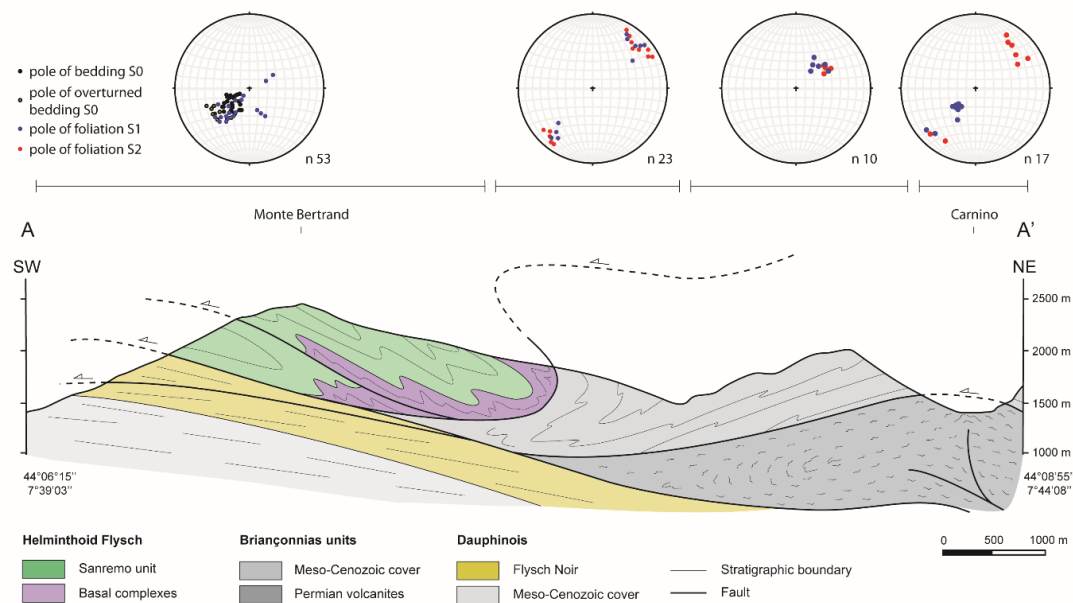 pole of bedding S0
pole of overturned
bedding S0
pole of foliation S1
pole of foliation S2
n 53
n 23
n 10
n 17
Monte Bertrand
Carnino
A
A'
SW
NE
2500 m
2000 m
1500 m
1000 m
44°06°15''
7°39'03''
44°08'55''
7°44'08''
0 500 1000 m
Helminthoid Flysch
Briançonnias units
Dauphinois
Sanremo unit
Meso-Cenozoic cover
Flysch Noir
Stratigraphic boundary
Basal complexes
Permian volcanites
Meso-Cenozoic cover
Fault